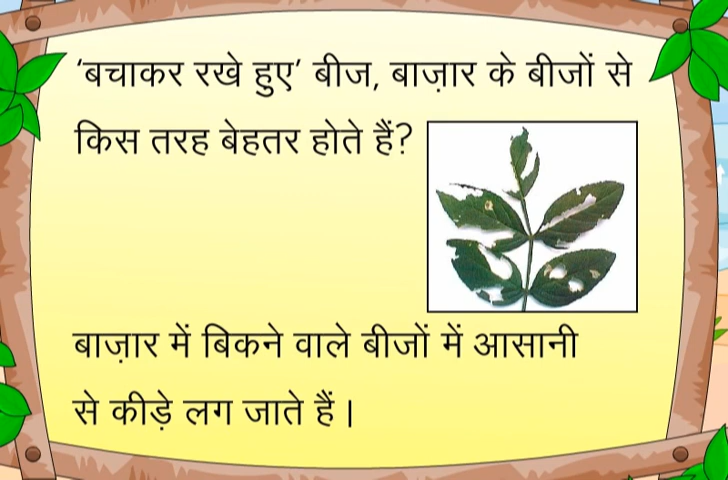 ‘बचाकर रखे हुए’ बीज, बाज़ार के बीजों से
किस तरह बेहतर होते हैं?
बाज़ार में बिकने वाले बीजों में आसानी
से कीड़े लग जाते हैं।